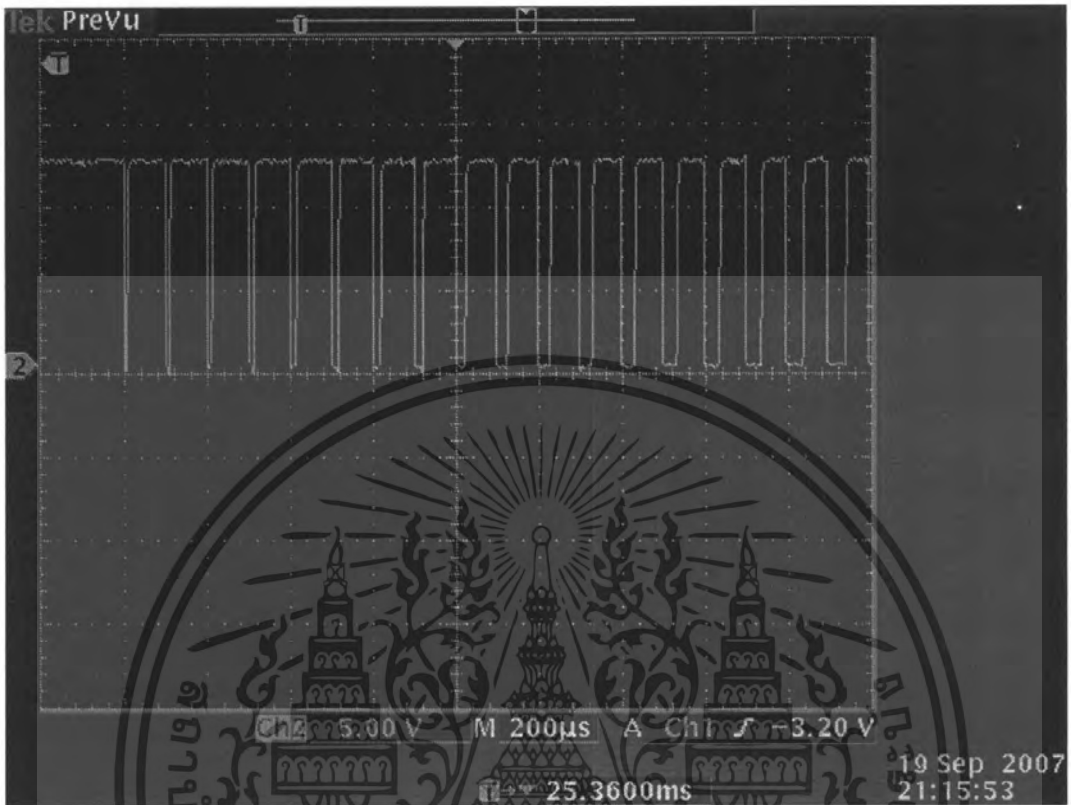 Tek PreVu
T
T
2
Ch2 5.00 V M 200µs A Ch1 ƒ -3.20 V
25.3600ms
19 Sep 2007
21:15:53